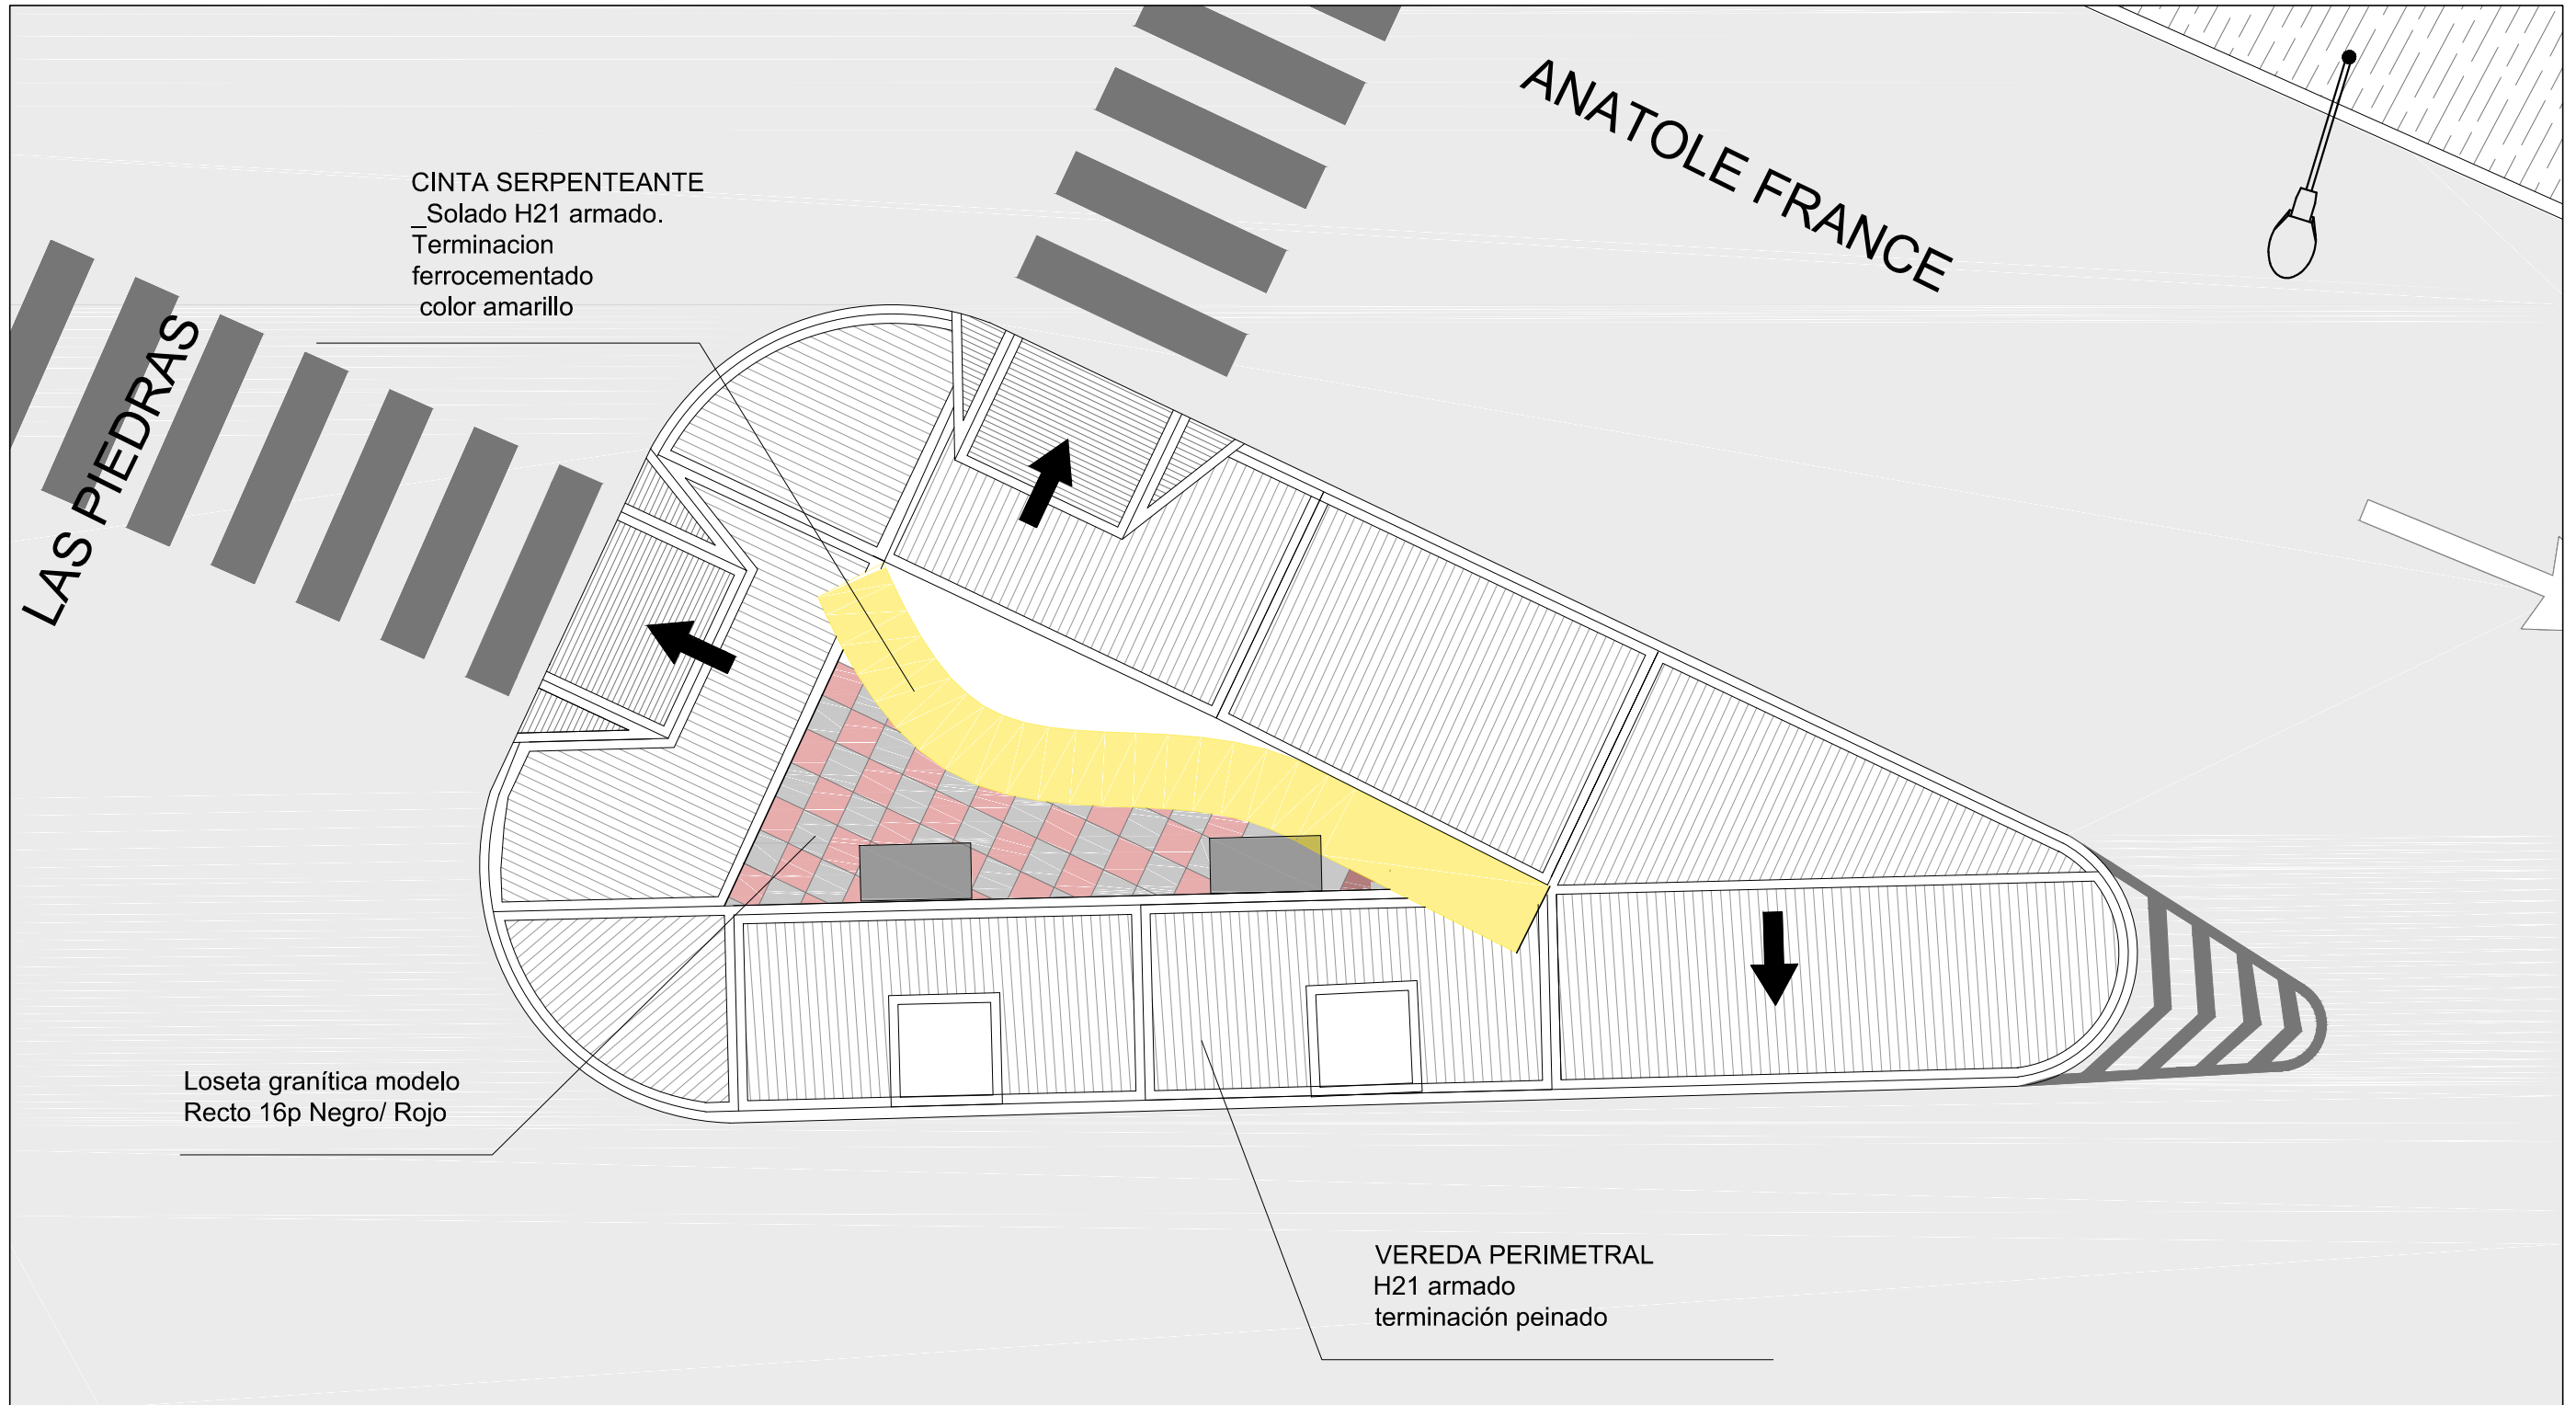 ANATOLE FRANCE
CINTA SERPENTEANTE
_Solado H21 armado.
Terminacion
ferrocementado
color amarillo
LAS PIEDRAS
Loseta granítica modelo
Recto 16p Negro/ Rojo
VEREDA PERIMETRAL
H21 armado
terminación peinado